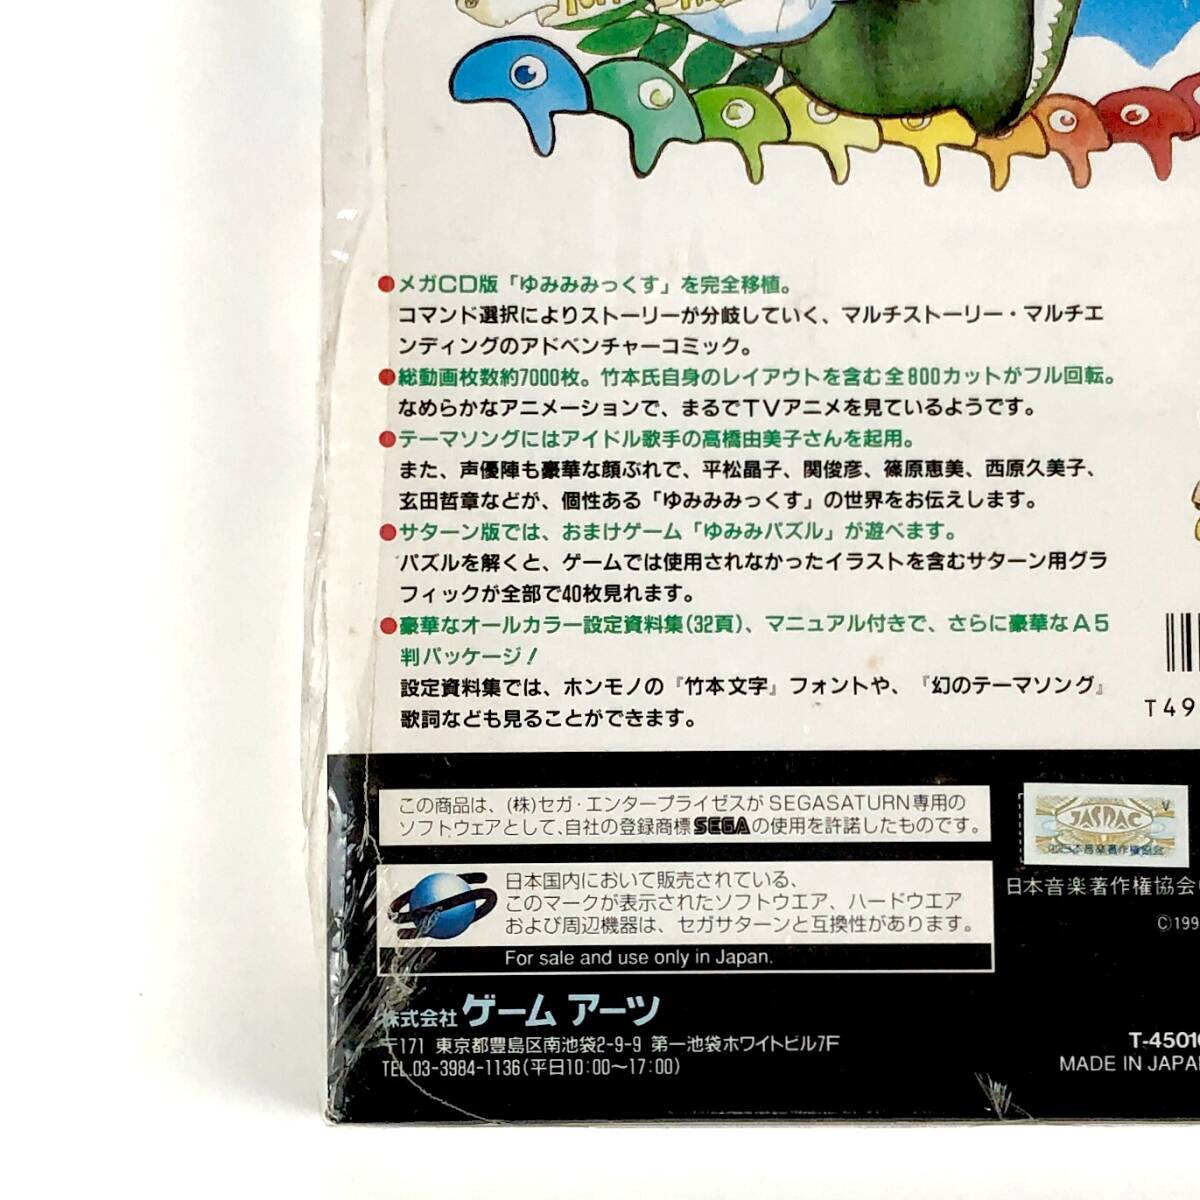 ●メガCD版「ゆみみみっくす」を完全移植。
コマンド選択によりストーリーが分岐していく、マルチストーリー・マルチエ
ンディングのアドベンチャーコミック。
●総動画枚数約7000枚。竹本氏自身のレイアウトを含む全800カットがフル回転。
なめらかなアニメーションで、まるでTVアニメを見ているようです。
●テーマソングにはアイドル歌手の高橋由美子さんを起用。
また、声優陣も豪華な顔ぶれで、平松晶子、関俊彦、篠原恵美、西原久美子、
玄田哲章などが、個性ある「ゆみみみっくす」の世界をお伝えします。
●サターン版では、おまけゲーム「ゆみみパズル」が遊べます。
パズルを解くと、ゲームでは使用されなかったイラストを含むサターン用グラ
フィックが全部で40枚見れます。
●豪華なオールカラー設定資料集(32頁)、マニュアル付きで、さらに豪華なA5
判パッケージ!
設定資料集では、ホンモノの『竹本文字』フォントや、『幻のテーマソング』
歌詞なども見ることができます。
T49
この商品は、(株)セガ・エンタープライゼスがSEGASATURN専用の
ソフトウェアとして、自社の登録商標SEGAの使用を許諾したものです。
日本国内において販売されている、
このマークが表示されたソフトウエア、ハードウエア
および周辺機器は、セガサターンと互換性があります。
For sale and use only in Japan.
V
JASRAC
日本音楽著作権協会
©199
株式会社 ゲーム アーツ
〒171 東京都豊島区南池袋2-9-9 第一池袋ホワイトビル7F
TEL.03-3984-1136(平日10:00〜17:00)
T-4501
MADE IN JAPAN